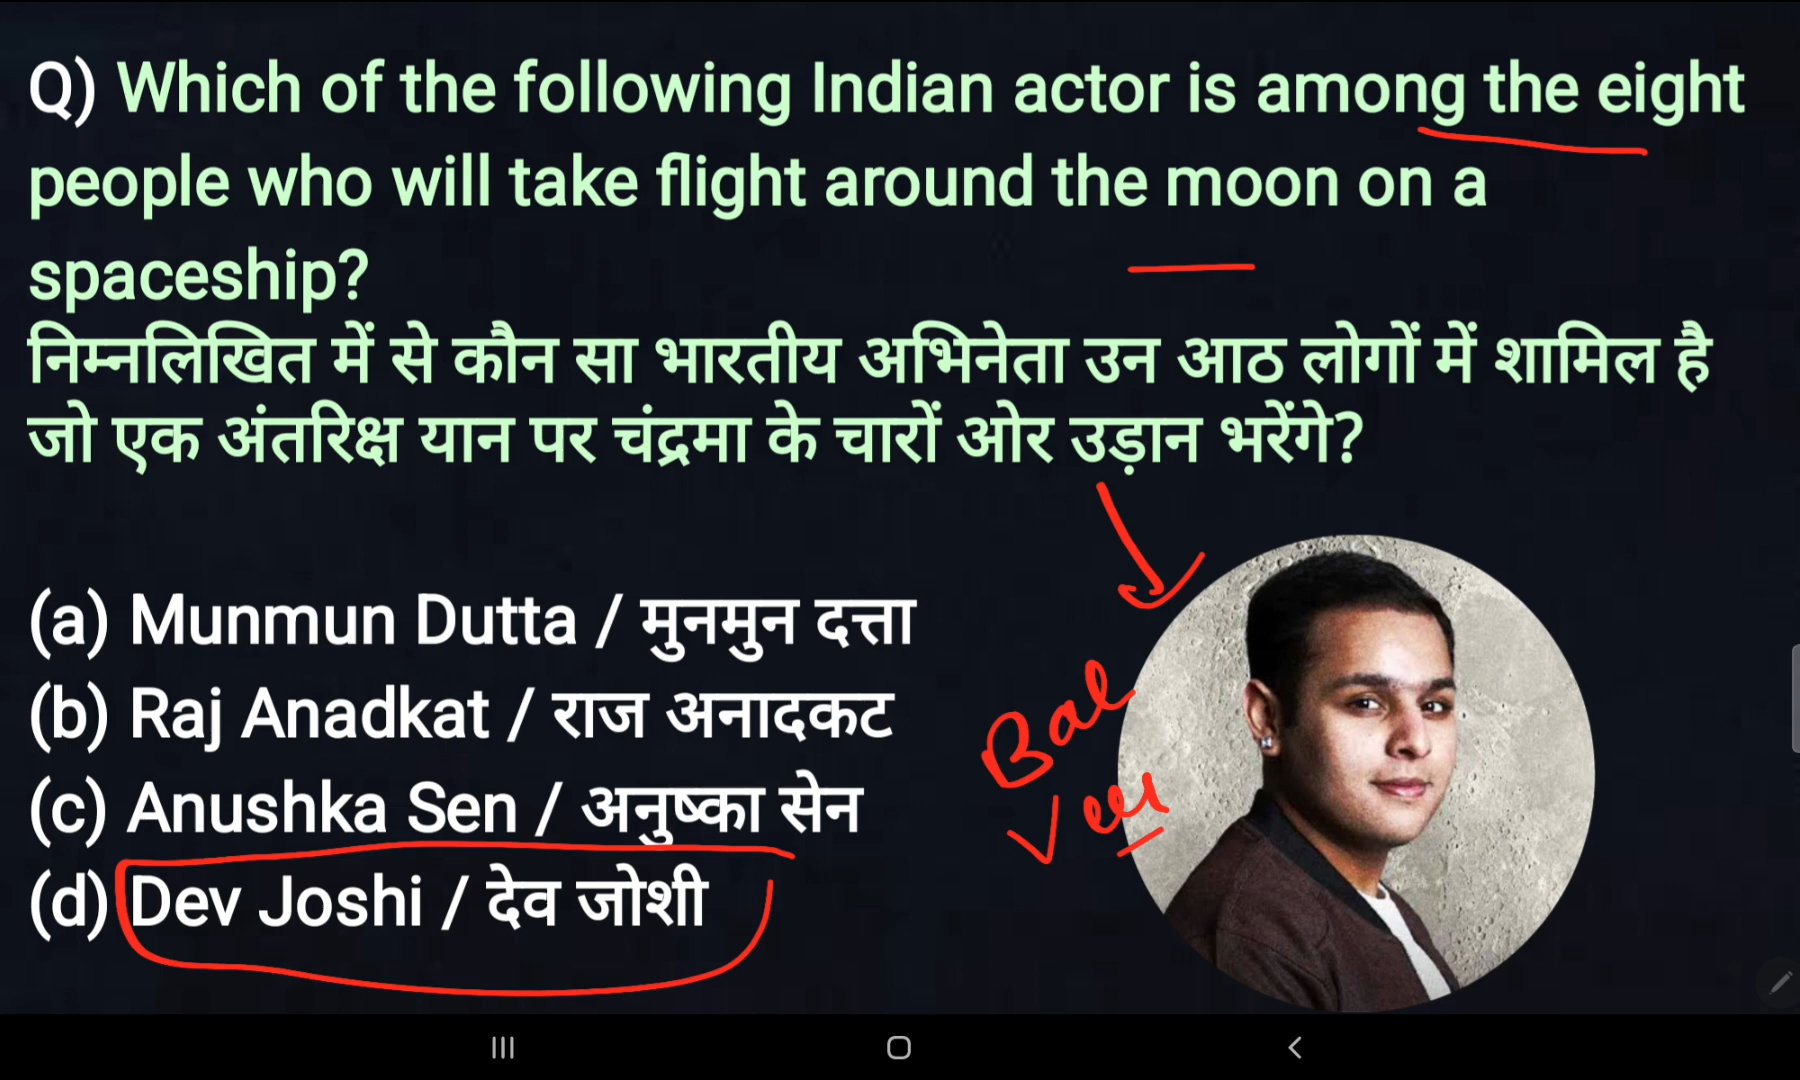 Q) Which of the following Indian actor is among the eight
people who will take flight around the moon on a
spaceship?
निम्नलिखित में से कौन सा भारतीय अभिनेता उन आठ लोगों में शामिल है
जो एक अंतरिक्ष यान पर चंद्रमा के चारों ओर उड़ान भरेंगे?
(a) Munmun Dutta / मुनमुन दत्ता
(b) Raj Anadkat / राज अनादकट
(c) Anushka Sen / अनुष्का सेन
(d) Dev Joshi / देव जोशी
Bal
Veer